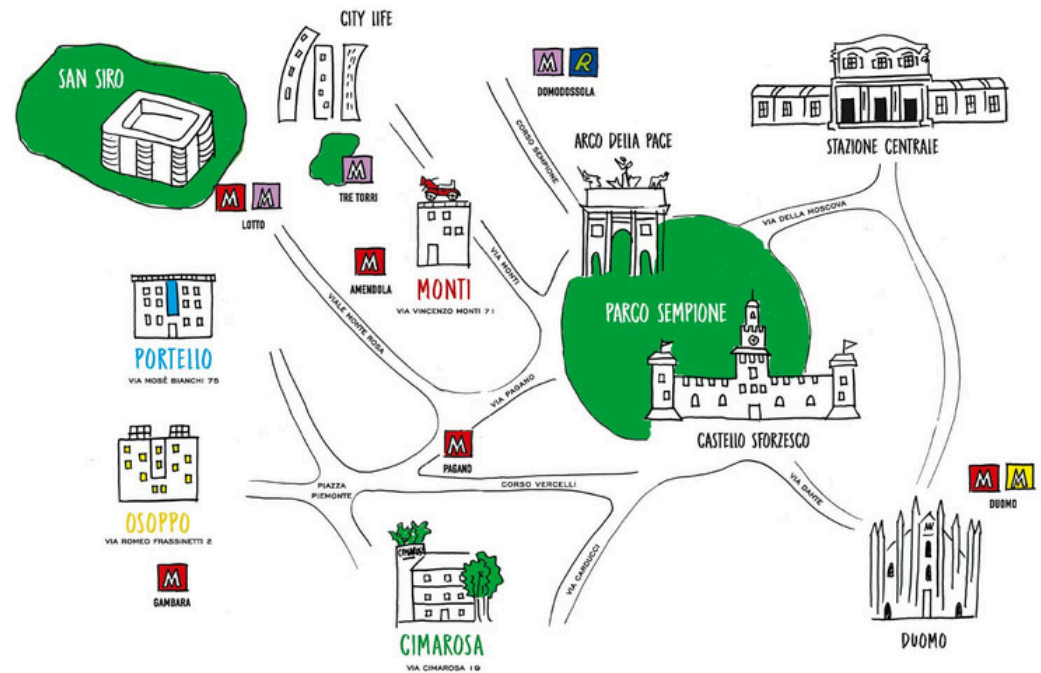 CITY LIFE
SAN SIRO
M
R
DOMODOSSOLA
STAZIONE CENTRALE
ARCO DELLA PACE
CORSO SEMPIONE
M
TRE TORRI
M
M
LOTTO
VIA DELLA MOSCOVA
M
AMENDOLA
MONTI
VIA VINCENZO MONTI 71
VIA MONTI
PARCO SEMPIONE
VIALE MONTE ROSA
PORTELLO
VIA MOSÈ BIANCHI 75
VIA PAGANO
CASTELLO SFORZESCO
M
PAGANO
CORSO VERCELLI
PIAZZA
PIEMONTE
VIA DANTE
M
M
DUOMO
OSOPPO
VIA ROMEO FRASSINETTI 2
M
GAMBARA
CIMAROSA
CIMAROSA
VIA CIMAROSA 19
VIA CARDUCCI
DUOMO